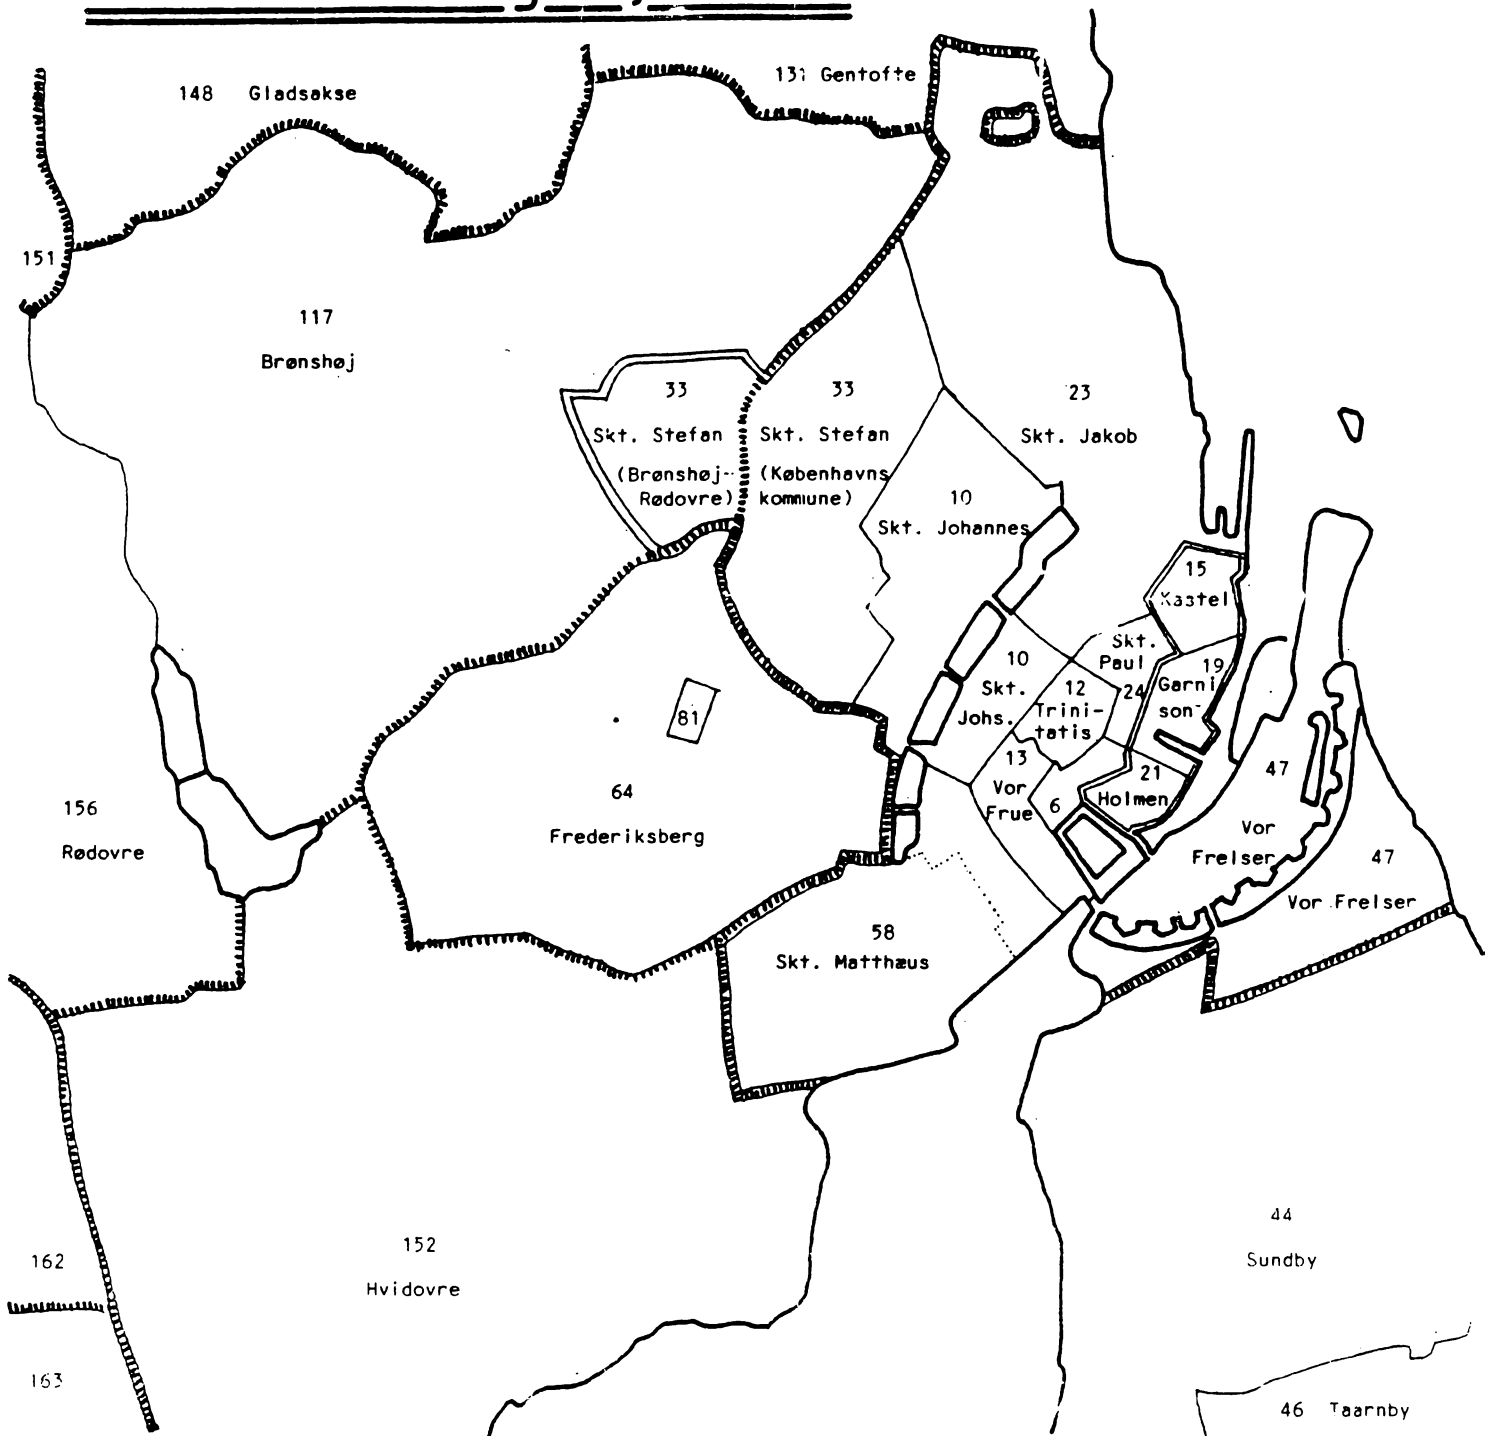 148 Gladsakse
131 Gentofte
151
117
Brønshøj
33
Skt. Stefan
(Brønshøj-
Rødovre)
33
Skt. Stefan
(Københavns
kommune)
23
Skt. Jakob
10
Skt. Johannes
15
Kastel
Skt.
Paul
24
19
Garni
son-
10
Skt.
Johs.
12
Trini-
tatis
13
Vor
Frue
6
21
Holmen
47
Vor
Frelser
47
Vor Frelser
81
64
Frederiksberg
156
Rødovre
58
Skt. Matthæus
152
Hvidovre
162
163
44
Sundby
46 Taarnby